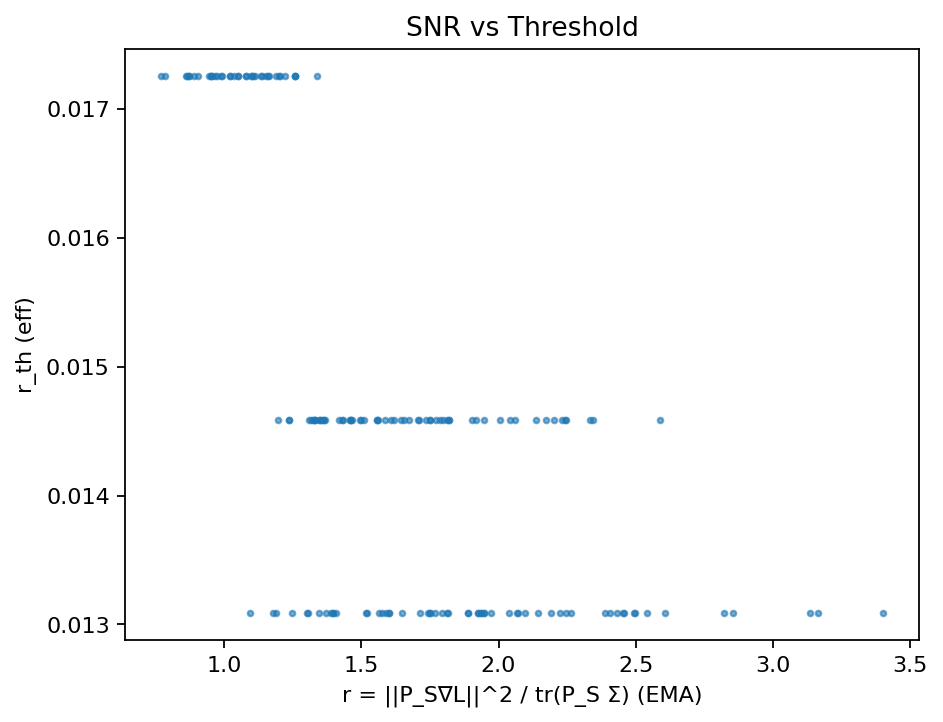 SNR vs Threshold
0.017
0.016
0.015
0.014
0.013
r_th (eff)
1.0 1.5 2.0 2.5 3.0 3.5
r = ||P_S∇L||^2 / tr(P_S Σ) (EMA)